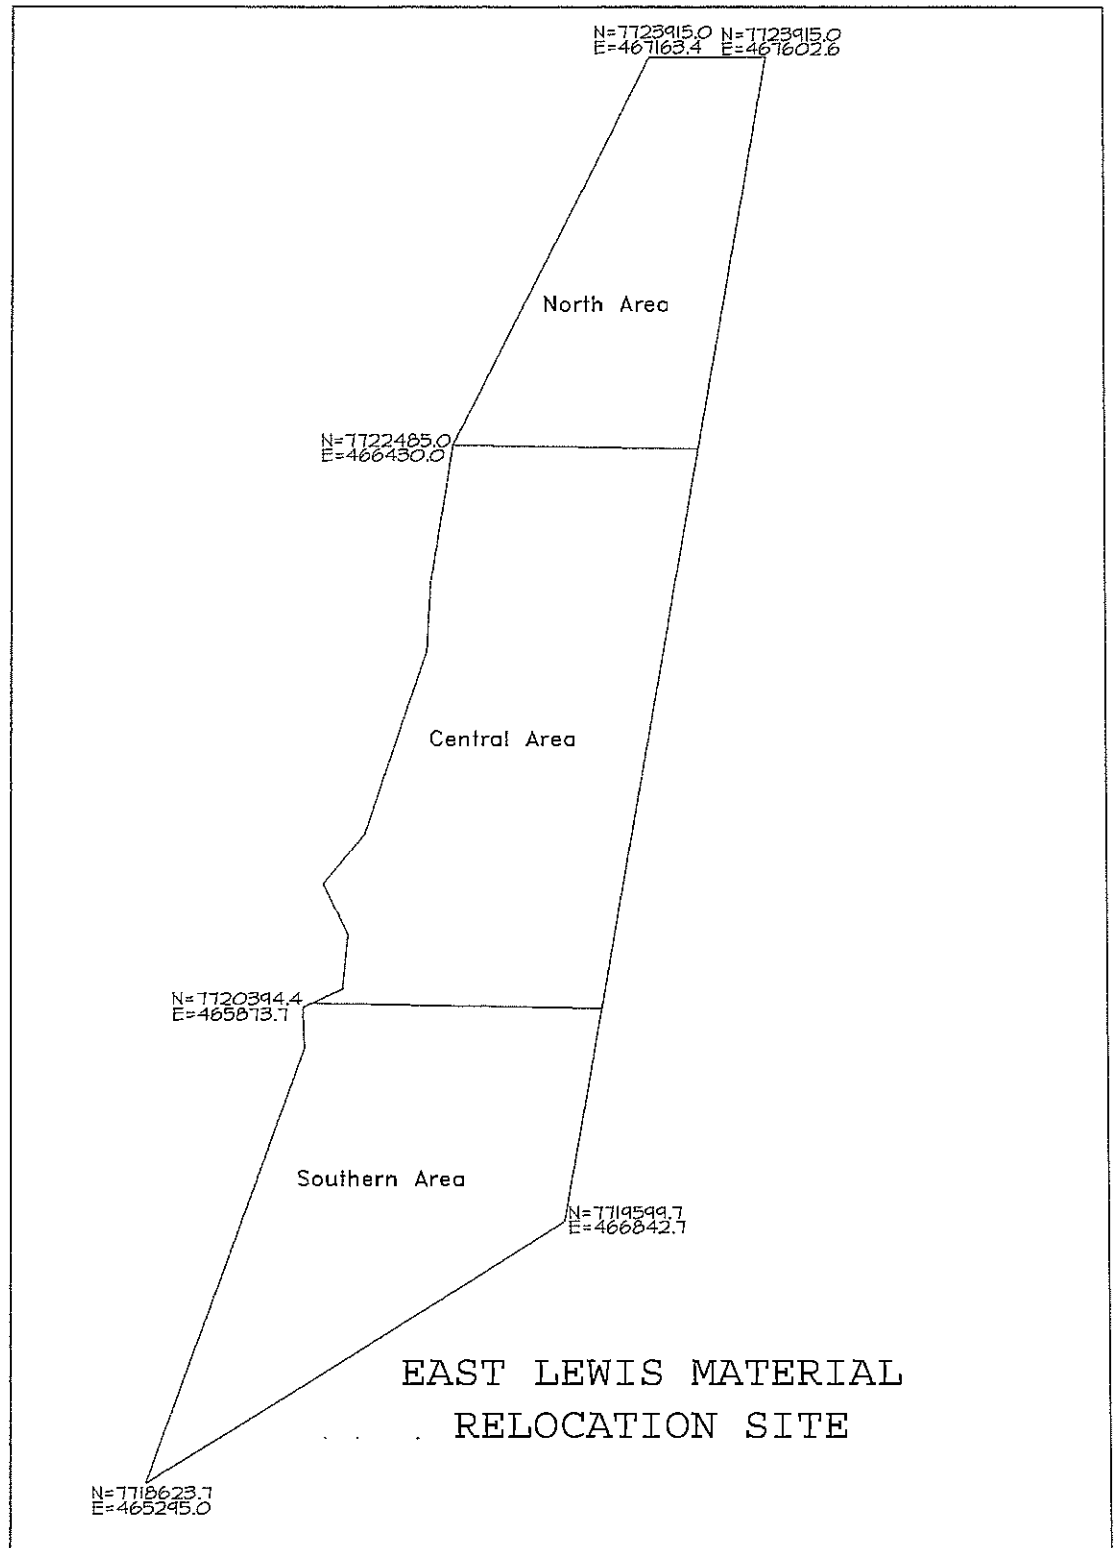 N=7723915.0 N=7723915.0
E=467163.4 E=467602.6
North Area
N=7722485.0
E=466430.0
Central Area
N=7720394.4
E=465873.7
Southern Area
N=7719599.7
E=466842.7
EAST LEWIS MATERIAL
RELOCATION SITE
N=7718623.7
E=465295.0